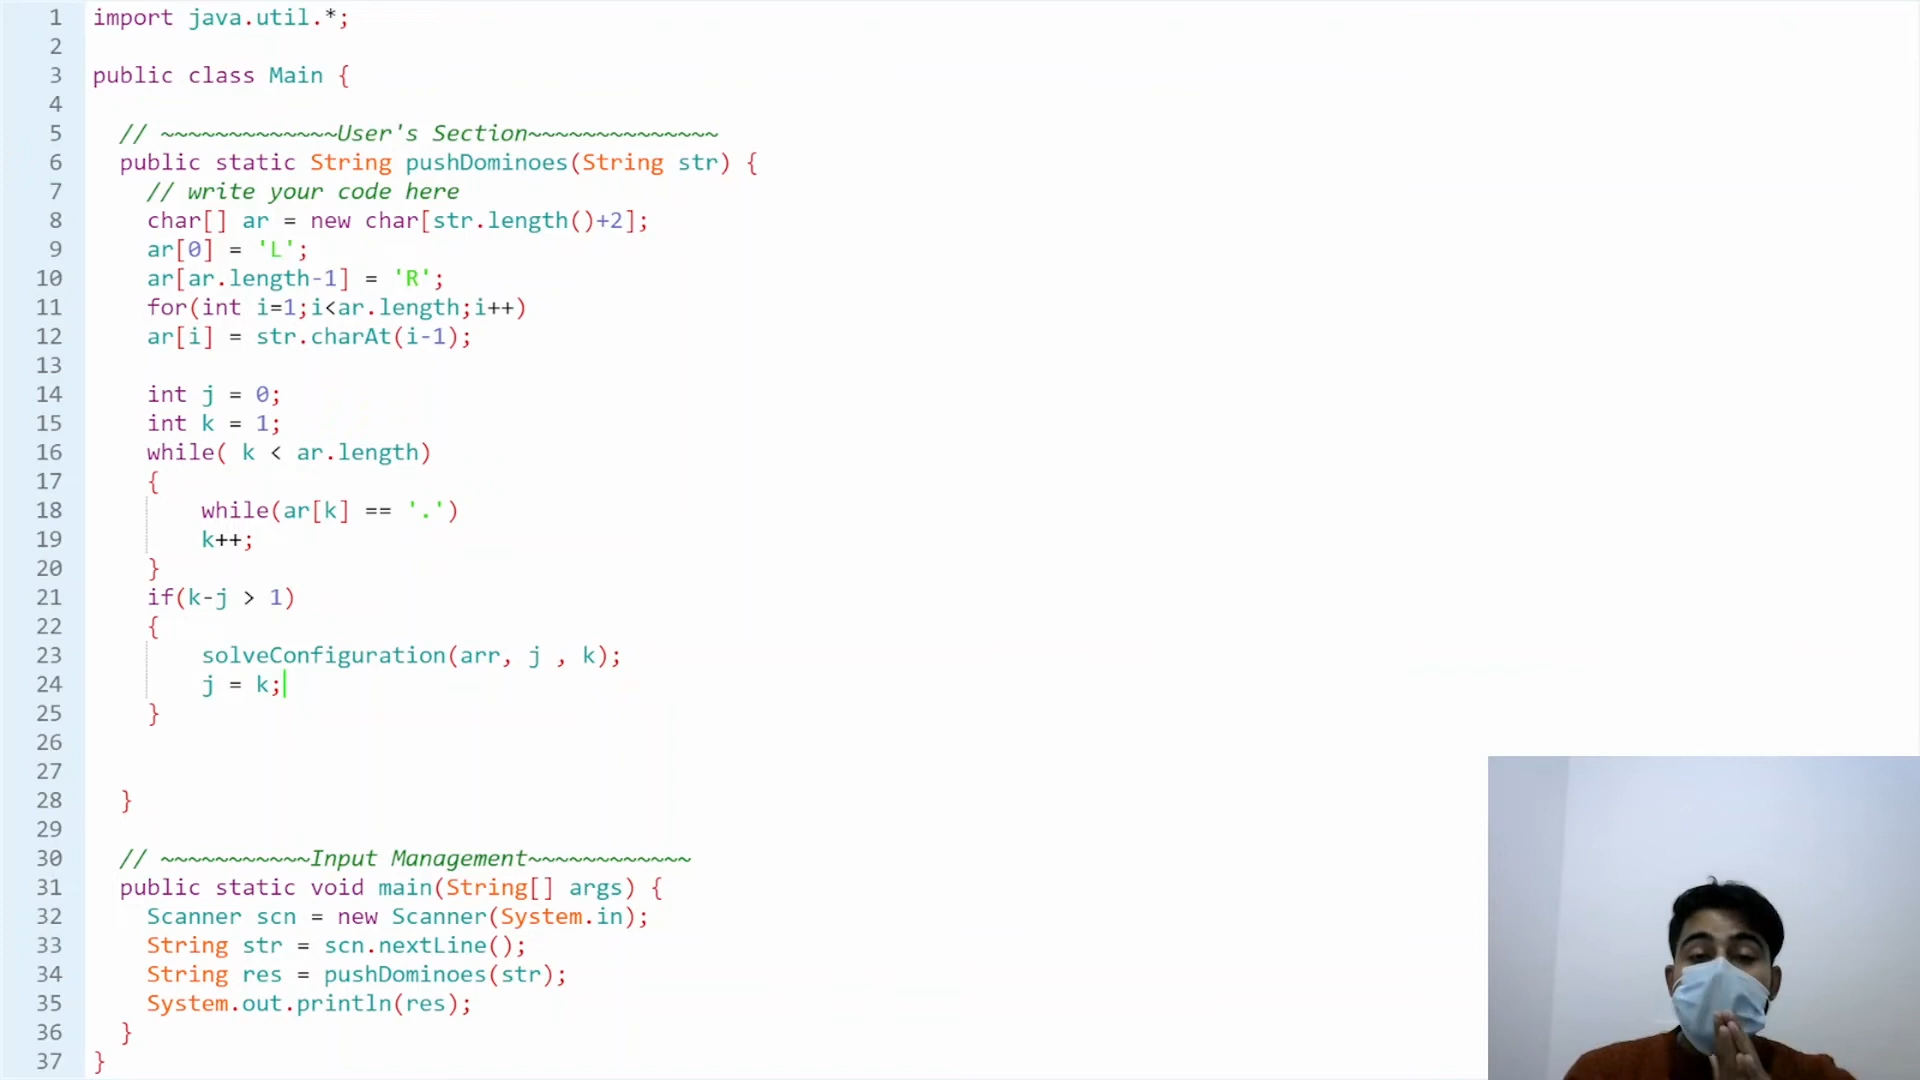 1 import java.util.*;
2
3 public class Main {
4
5 // ~~~~~~~~~~~~~User's Section~~~~~~~~~~~~~~
6 public static String pushDominoes(String str) {
7 // write your code here
8 char[] ar = new char[str.length()+2];
9 ar[0] = 'L';
10 ar[ar.length-1] = 'R';
11 for(int i=1;i<ar.length;i++)
12 ar[i] = str.charAt(i-1);
13
14 int j = 0;
15 int k = 1;
16 while( k < ar.length)
17 {
18 while(ar[k] == '.')
19 k++;
20 }
21 if(k-j > 1)
22 {
23 solveConfiguration(arr, j , k);
24 j = k;
25 }
26
27
28 }
29
30 // ~~~~~~~~~~~Input Management~~~~~~~~~~~~
31 public static void main(String[] args) {
32 Scanner scn = new Scanner(System.in);
33 String str = scn.nextLine();
34 String res = pushDominoes(str);
35 System.out.println(res);
36 }
37 }